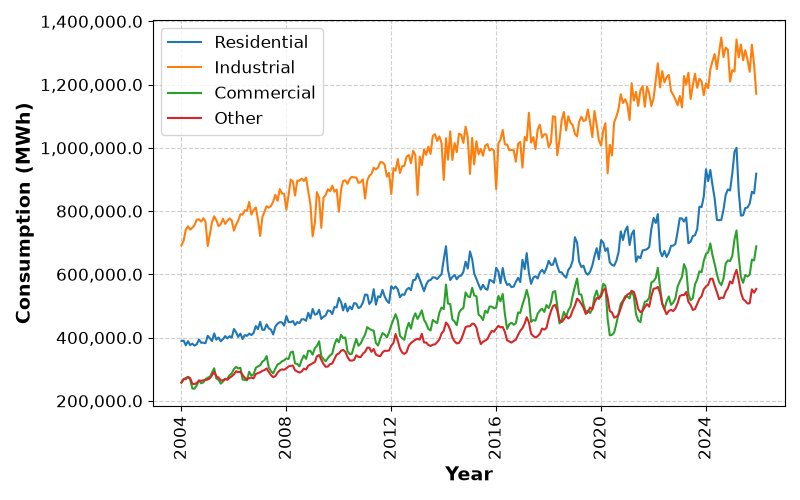 1,400,000.0
1,200,000.0
1,000,000.0
800,000.0
600,000.0
400,000.0
200,000.0
Consumption (MWh)
Residential
Industrial
Commercial
Other
2004
2008
2012
2016
2020
2024
Year